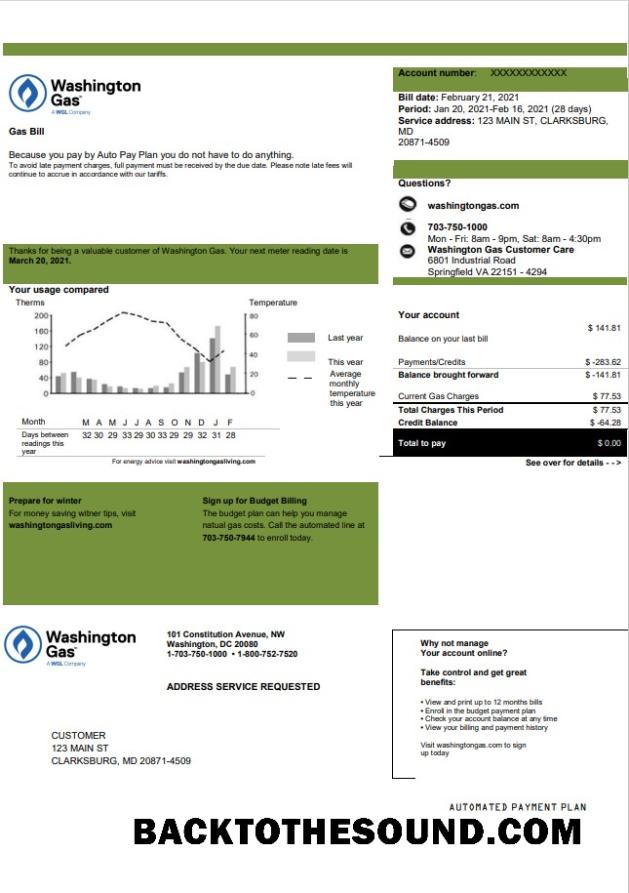 Washington
Gas
A WGL Company
Gas Bill
Because you pay by Auto Pay Plan you do not have to do anything.
To avoid late payment charges, full payment must be received by the due date. Please note late fees will
continue to accrue in accordance with our tariffs.
Account number: XXXXXXXXXXXX
Bill date: February 21, 2021
Period: Jan 20, 2021-Feb 16, 2021 (28 days)
Service address: 123 MAIN ST, CLARKSBURG,
MD
20871-4509
Questions?
washingtongas.com
703-750-1000
Mon - Fri: 8am - 9pm, Sat: 8am - 4:30pm
Washington Gas Customer Care
6801 Industrial Road
Springfield VA 22151 - 4294
Thanks for being a valuable customer of Washington Gas. Your next meter reading date is
March 20, 2021.
Your usage compared
Therms
Temperature
200
160
120
80
40
0
80
60
40
20
0
Last year
This year
Average
monthly
temperature
this year
Month M A M J J A S O N D J F
Days between 32 30 29 33 29 30 33 29 29 32 31 28
readings this
year
For energy advice visit washingtongasliving.com
Your account
$ 141.81
Balance on your last bill
Payments/Credits $ -283.62
Balance brought forward $ -141.81
Current Gas Charges $ 77.53
Total Charges This Period $ 77.53
Credit Balance $ -64.28
Total to pay $ 0.00
See over for details - - >
Prepare for winter
For money saving witner tips, visit
washingtongasliving.com
Sign up for Budget Billing
The budget plan can help you manage
natual gas costs. Call the automated line at
703-750-7944 to enroll today.
Washington
Gas
A WGL Company
101 Constitution Avenue, NW
Washington, DC 20080
1-703-750-1000 • 1-800-752-7520
ADDRESS SERVICE REQUESTED
CUSTOMER
123 MAIN ST
CLARKSBURG, MD 20871-4509
Why not manage
Your account online?
Take control and get great
benefits:
• View and print up to 12 months bills
• Enroll in the budget payment plan
• Check your account balance at any time
• View your billing and payment history
Visit washingtongas.com to sign
up today
AUTOMATED PAYMENT PLAN
BACKTOTHESOUND.COM